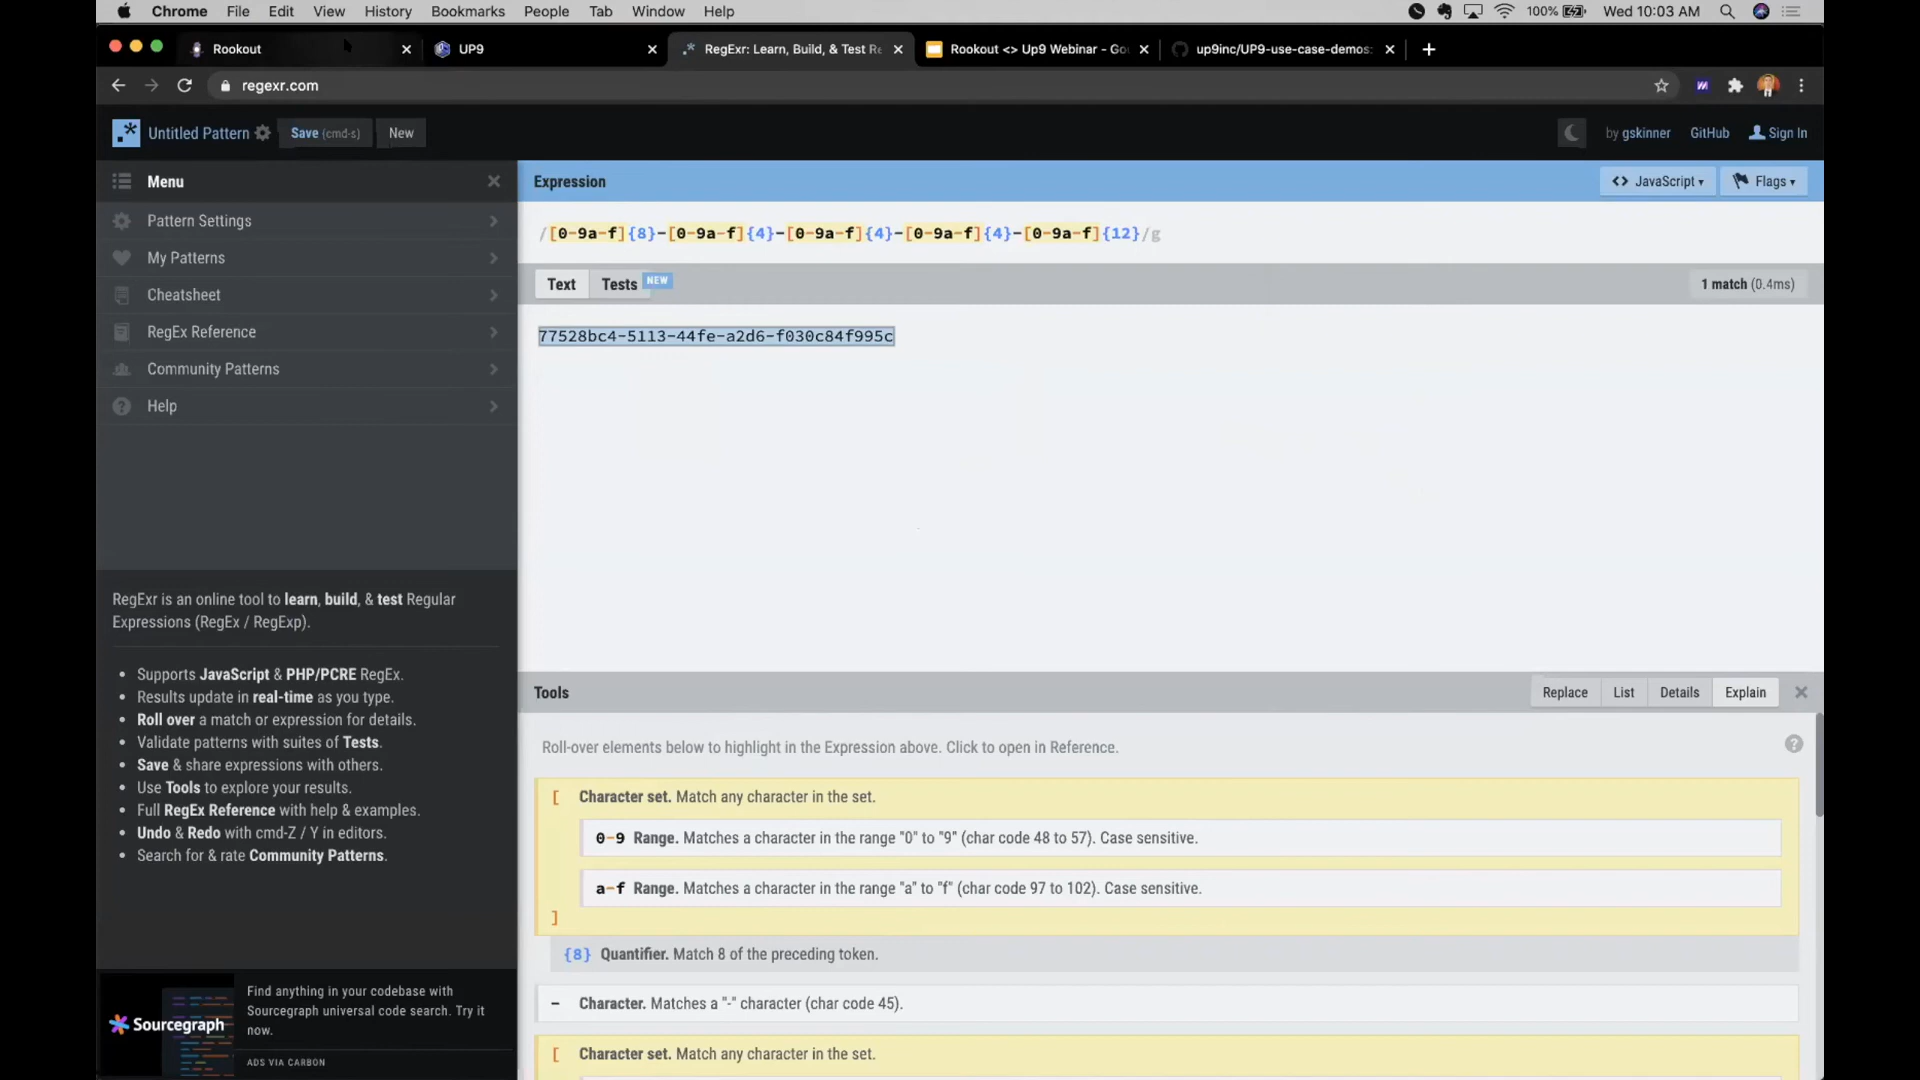 Chrome File Edit View History Bookmarks People Tab Window Help 100% Wed 10:03 AM
Rookout UP9 RegExr: Learn, Build, & Test Re Rookout <> Up9 Webinar - Goo up9inc/UP9-use-case-demos:
regexr.com
Untitled Pattern Save (cmd-s) New by gskinner GitHub Sign In
Menu
Pattern Settings
My Patterns
Cheatsheet
RegEx Reference
Community Patterns
Help
RegExr is an online tool to learn, build, & test Regular
Expressions (RegEx / RegExp).
• Supports JavaScript & PHP/PCRE RegEx.
• Results update in real-time as you type.
• Roll over a match or expression for details.
• Validate patterns with suites of Tests.
• Save & share expressions with others.
• Use Tools to explore your results.
• Full RegEx Reference with help & examples.
• Undo & Redo with cmd-Z / Y in editors.
• Search for & rate Community Patterns.
Sourcegraph
Find anything in your codebase with
Sourcegraph universal code search. Try it
now.
ADS VIA CARBON
Expression <> JavaScript Flags
/[0-9a-f]{8}-[0-9a-f]{4}-[0-9a-f]{4}-[0-9a-f]{4}-[0-9a-f]{12}/g
Text Tests NEW 1 match (0.4ms)
77528bc4-5113-44fe-a2d6-f030c84f995c
Tools Replace List Details Explain
Roll-over elements below to highlight in the Expression above. Click to open in Reference.
[ Character set. Match any character in the set.
0-9 Range. Matches a character in the range "0" to "9" (char code 48 to 57). Case sensitive.
a-f Range. Matches a character in the range "a" to "f" (char code 97 to 102). Case sensitive.
]
{8} Quantifier. Match 8 of the preceding token.
- Character. Matches a "-" character (char code 45).
[ Character set. Match any character in the set.